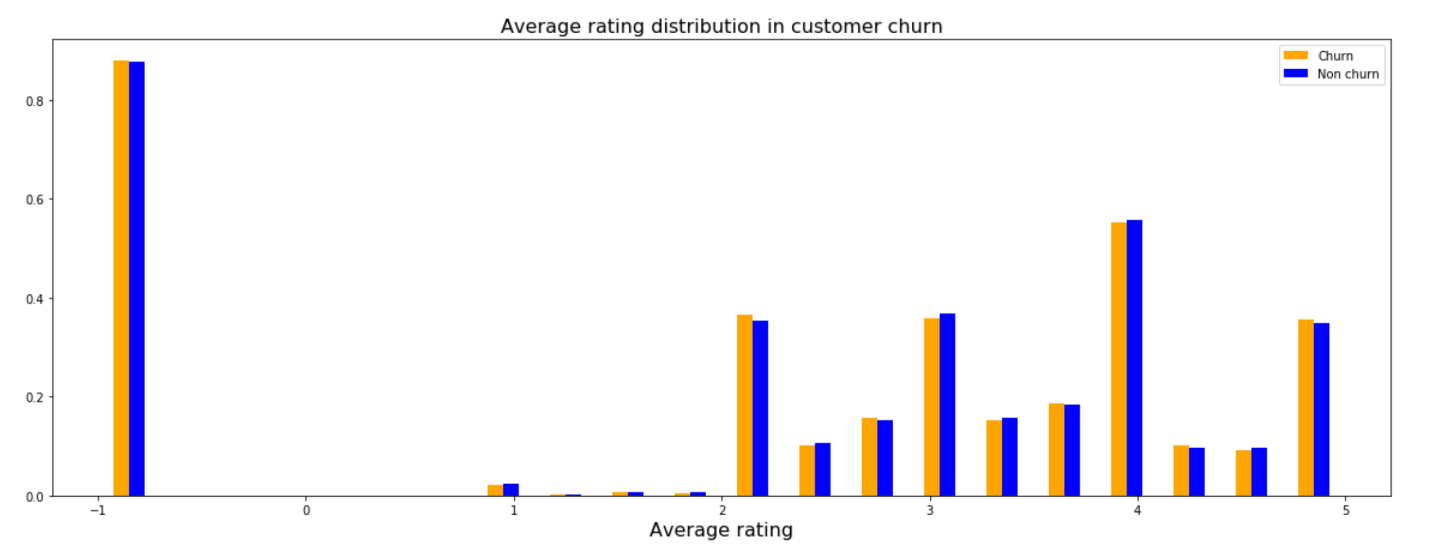 Average rating distribution in customer churn
Churn
Non churn
0.8
0.6
0.4
0.2
0.0
−1 0 1 2 3 4 5
Average rating